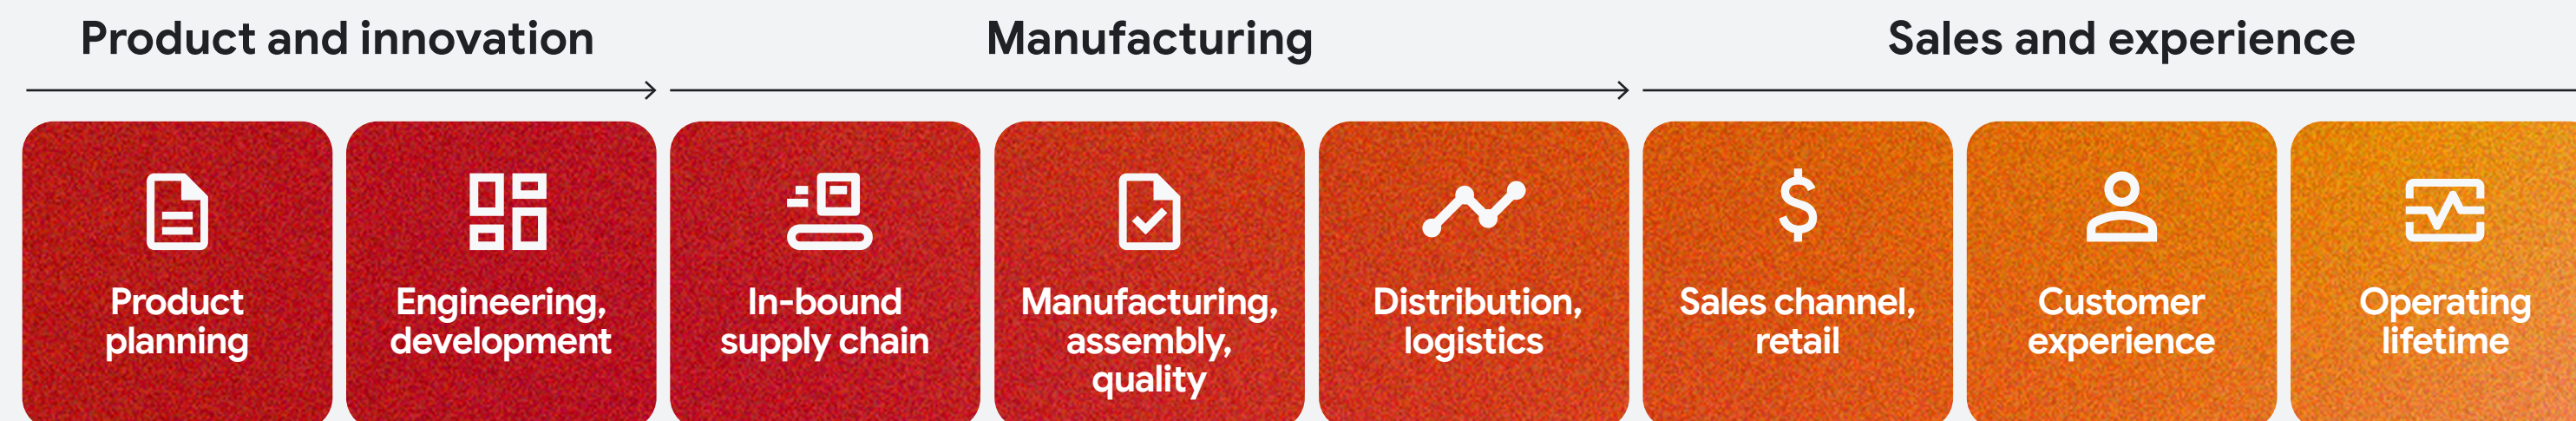 Product and innovation
Manufacturing
Sales and experience
Product
planning
Engineering,
development
In-bound
supply chain
Manufacturing,
assembly,
quality
Distribution,
logistics
Sales channel,
retail
Customer
experience
Operating
lifetime